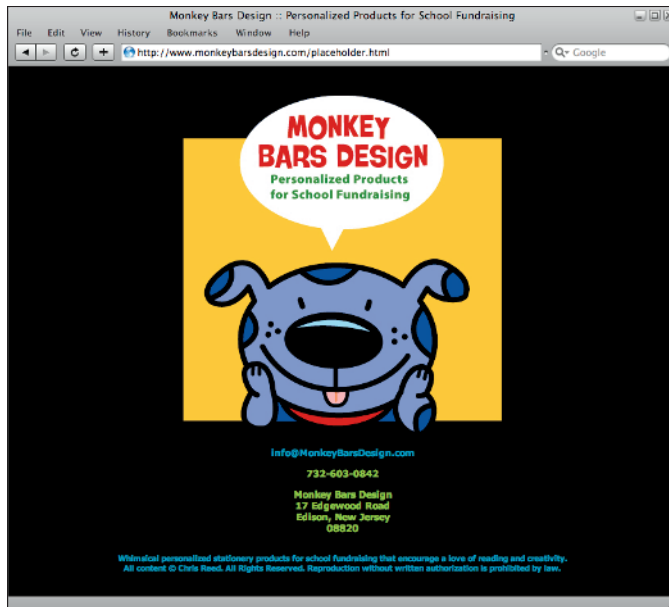 Monkey Bars Design :: Personalized Products for School Fundraising
File Edit View History Bookmarks Window Help
http://www.monkeybarsdesign.com/placeholder.html Google
MONKEY
BARS DESIGN
Personalized Products
for School Fundraising
info@MonkeyBarsDesign.com
732-603-0842
Monkey Bars Design
17 Edgewood Road
Edison, New Jersey
08820
Whimsical personalized stationery products for school fundraising that encourage a love of reading and creativity.
All content © Chris Reed. All Rights Reserved. Reproduction without written authorization is prohibited by law.